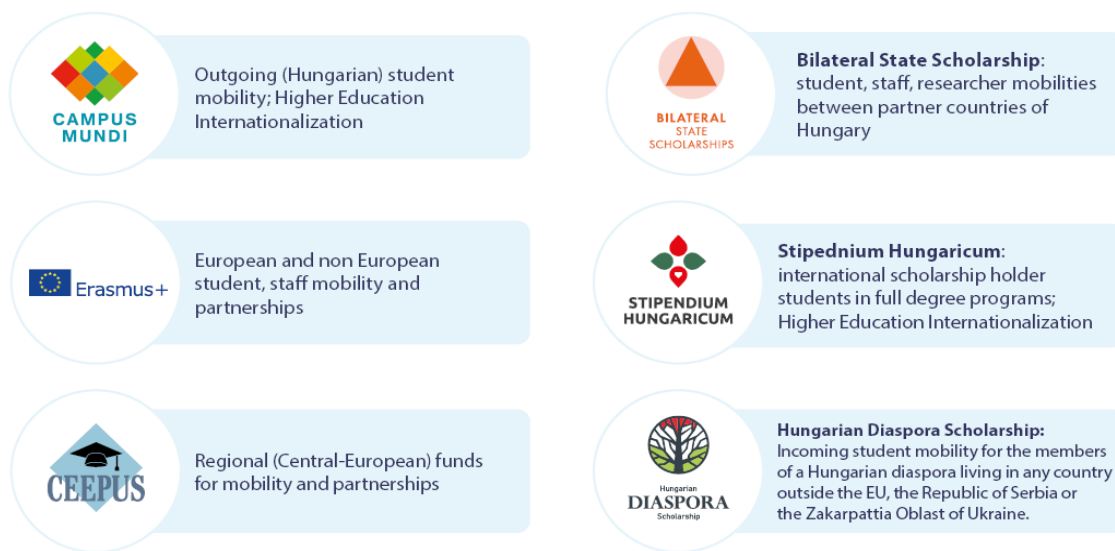 CAMPUS
MUNDI
Outgoing (Hungarian) student
mobility; Higher Education
Internationalization
Erasmus+
European and non European
student, staff mobility and
partnerships
CEEPUS
Regional (Central-European) funds
for mobility and partnerships
BILATERAL
STATE
SCHOLARSHIPS
Bilateral State Scholarship:
student, staff, researcher mobilities
between partner countries of
Hungary
STIPENDIUM
HUNGARICUM
Stipednium Hungaricum:
international scholarship holder
students in full degree programs;
Higher Education Internationalization
Hungarian
DIASPORA
Scholarship
Hungarian Diaspora Scholarship:
Incoming student mobility for the members
of a Hungarian diaspora living in any country
outside the EU, the Republic of Serbia or
the Zakarpattia Oblast of Ukraine.